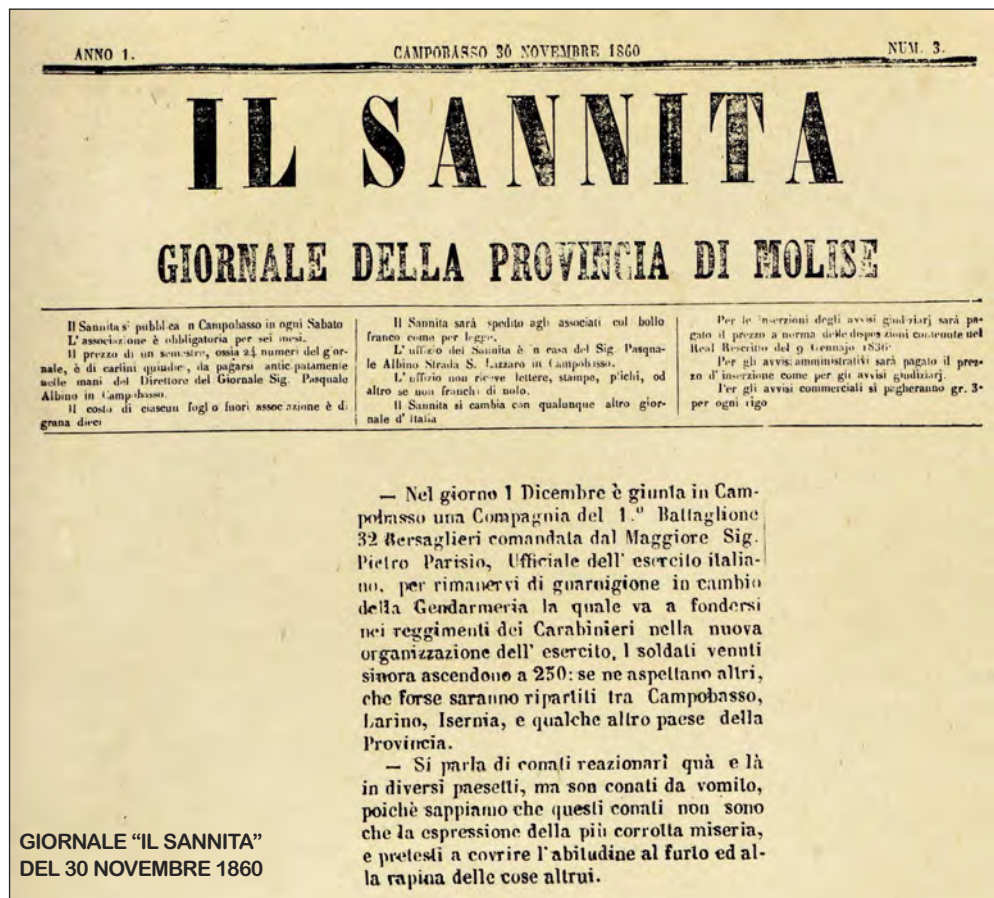 ANNO 1.
CAMPOBASSO 30 NOVEMBRE 1860
NUM. 3.
IL SANNITA
GIORNALE DELLA PROVINCIA DI MOLISE
Il Sannita si pubblica in Campobasso in ogni Sabato
L' associazione è obbligatoria per sei mesi.
Il prezzo di un semestre, ossia 24 numeri del gior-
nale, è di carlini quindici, da pagarsi anticipatamente
nelle mani del Direttore del Giornale Sig. Pasquale
Albino in Campobasso.
Il costo di ciascun foglio fuori associazione è di
grana dieci
Il Sannita sarà spedito agli associati col bollo
franco come per legge.
L' uffizio del Sannita è in casa del Sig. Pasqua-
le Albino Strada S. Lazzaro in Campobasso.
L' uffizio non riceve lettere, stampe, plichi, od
altro se non franchi di nolo.
Il Sannita si cambia con qualunque altro gior-
nale d' Italia
Per le inserzioni degli avvisi giudiziarj sarà pa-
gato il prezzo a norma delle disposizioni contenute nel
Real Rescritto del 9 Gennajo 1836.
Per gli avvisi amministrativi sarà pagato il prez-
zo d' inserzione come per gli avvisi giudiziarj.
Per gli avvisi commerciali si pagheranno gr. 3
per ogni rigo
— Nel giorno 1 Dicembre è giunta in Cam-
pobasso una Compagnia del 1.° Battaglione
32 Bersaglieri comandata dal Maggiore Sig.
Pietro Parisio, Ufficiale dell' esercito italia-
no, per rimanervi di guarnigione in cambio
della Gendarmeria la quale va a fondersi
nei reggimenti dei Carabinieri nella nuova
organizzazione dell' esercito, I soldati venuti
sinora ascendono a 250: se ne aspettano altri,
che forse saranno ripartiti tra Campobasso,
Larino, Isernia, e qualche altro paese della
Provincia.
— Si parla di conati reazionarî quà e là
in diversi paesetti, ma son conati da vomito,
poichè sappiamo che questi conati non sono
che la espressione della più corrotta miseria,
e pretesti a covrire l'abitudine al furto ed al-
la rapina delle cose altrui.
GIORNALE “IL SANNITA”
DEL 30 NOVEMBRE 1860